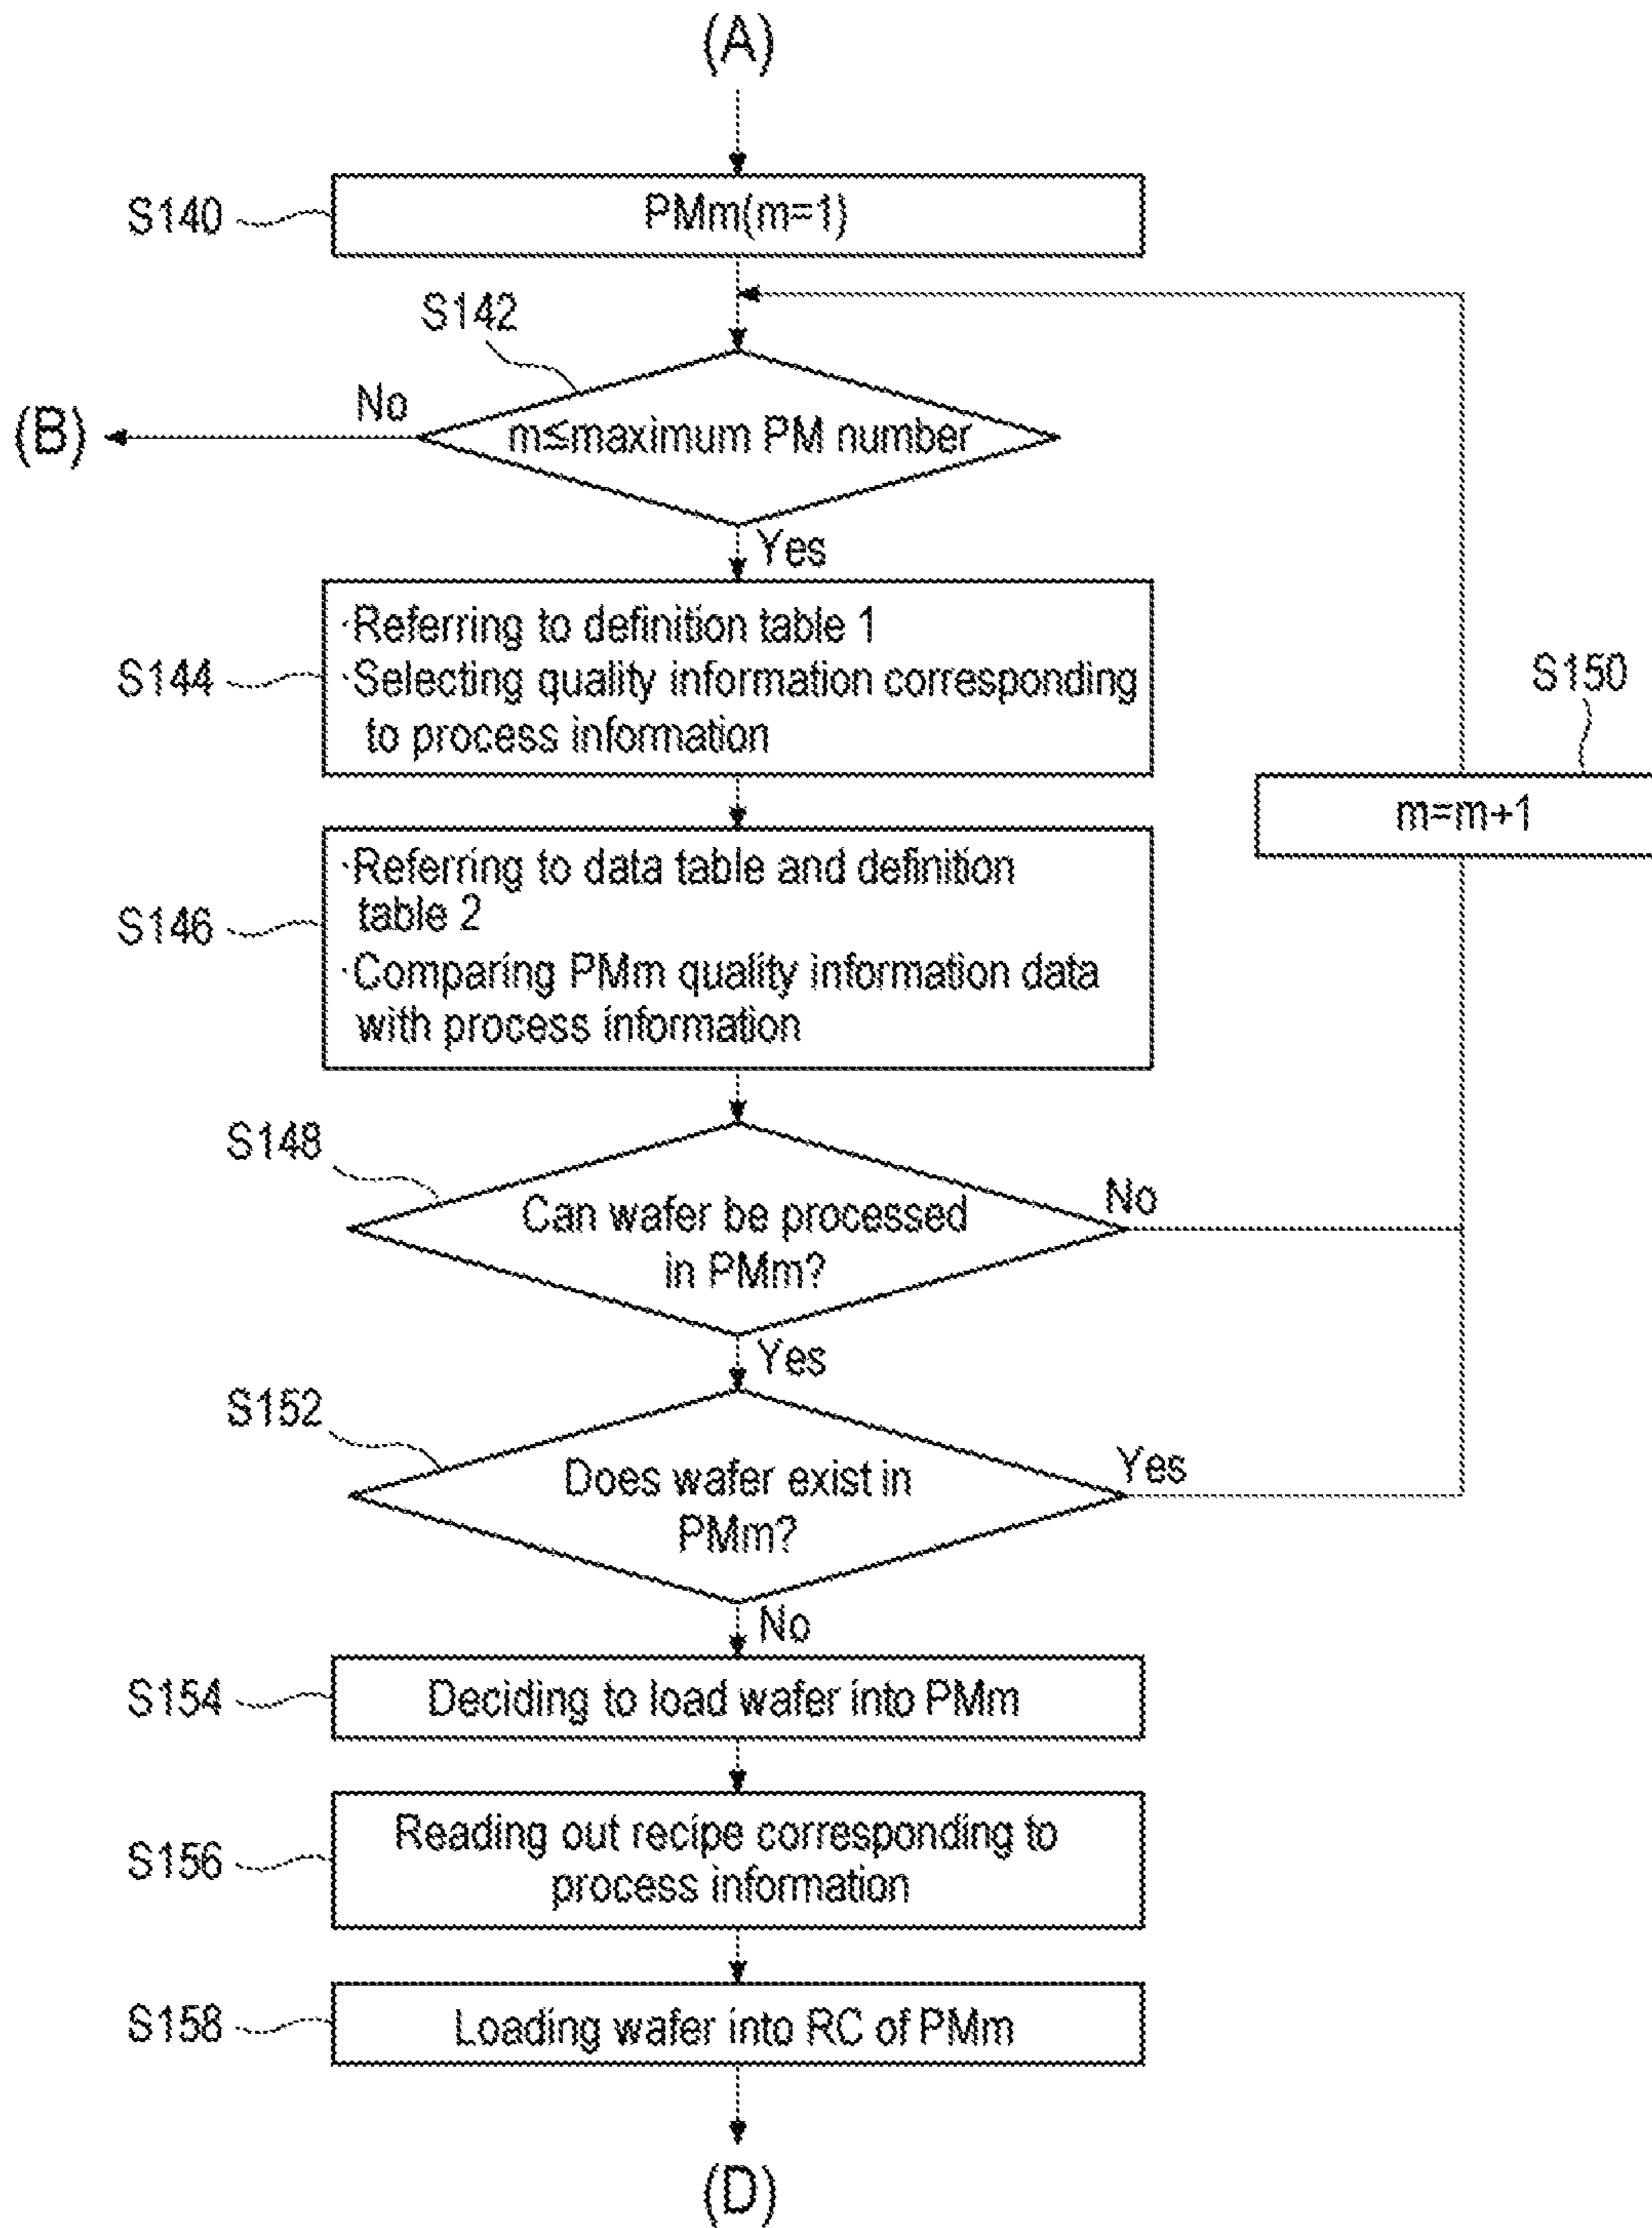 (A)
S140
PMm(m=1)
S142
No
(B)
m≦maximum PM number
Yes
S144
·Referring to definition table 1
·Selecting quality information corresponding
to process information
S150
m=m+1
S146
·Referring to data table and definition
table 2
·Comparing PMm quality information data
with process information
S148
Can wafer be processed
in PMm?
No
Yes
S152
Does wafer exist in
PMm?
Yes
No
S154
Deciding to load wafer into PMm
S156
Reading out recipe corresponding to
process information
S158
Loading wafer into RC of PMm
(D)